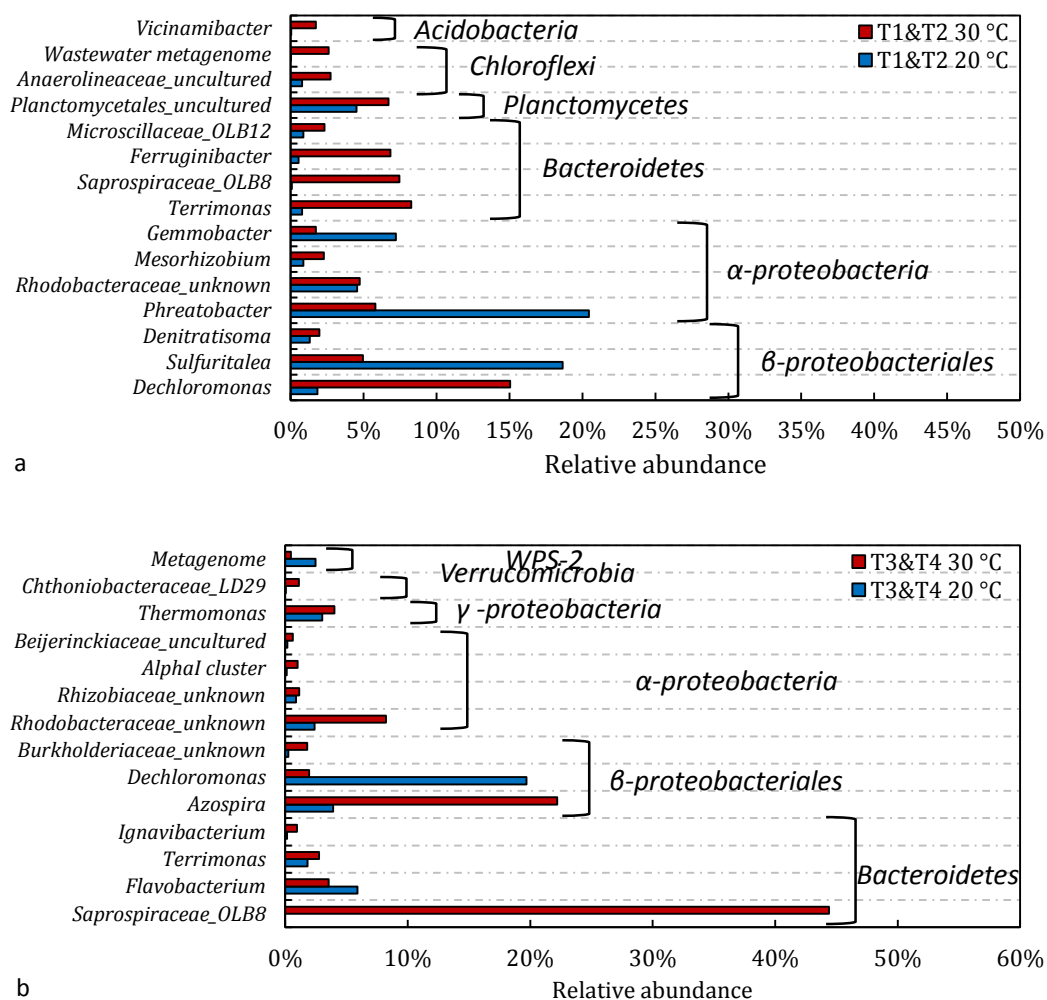 Vicinamibacter
Acidobacteria
T1&T2 30 °C
Wastewater metagenome
Chloroflexi
T1&T2 20 °C
Anaerolineaceae_uncultured
Planctomycetales_uncultured
Planctomycetes
Microscillaceae_OLB12
Ferruginibacter
Bacteroidetes
Saprospiraceae_OLB8
Terrimonas
Gemmobacter
Mesorhizobium
α-proteobacteria
Rhodobacteraceae_unknown
Phreatobacter
Denitratisoma
Sulfuritalea
β-proteobacteriales
Dechloromonas
0% 5% 10% 15% 20% 25% 30% 35% 40% 45% 50%
a
Relative abundance
Metagenome
WPS-2
T3&T4 30 °C
Verrucomicrobia
T3&T4 20 °C
Chthoniobacteraceae_LD29
Thermomonas
γ -proteobacteria
Beijerinckiaceae_uncultured
AlphaI cluster
α-proteobacteria
Rhizobiaceae_unknown
Rhodobacteraceae_unknown
Burkholderiaceae_unknown
Dechloromonas
β-proteobacteriales
Azospira
Ignavibacterium
Terrimonas
Bacteroidetes
Flavobacterium
Saprospiraceae_OLB8
0% 10% 20% 30% 40% 50% 60%
b
Relative abundance